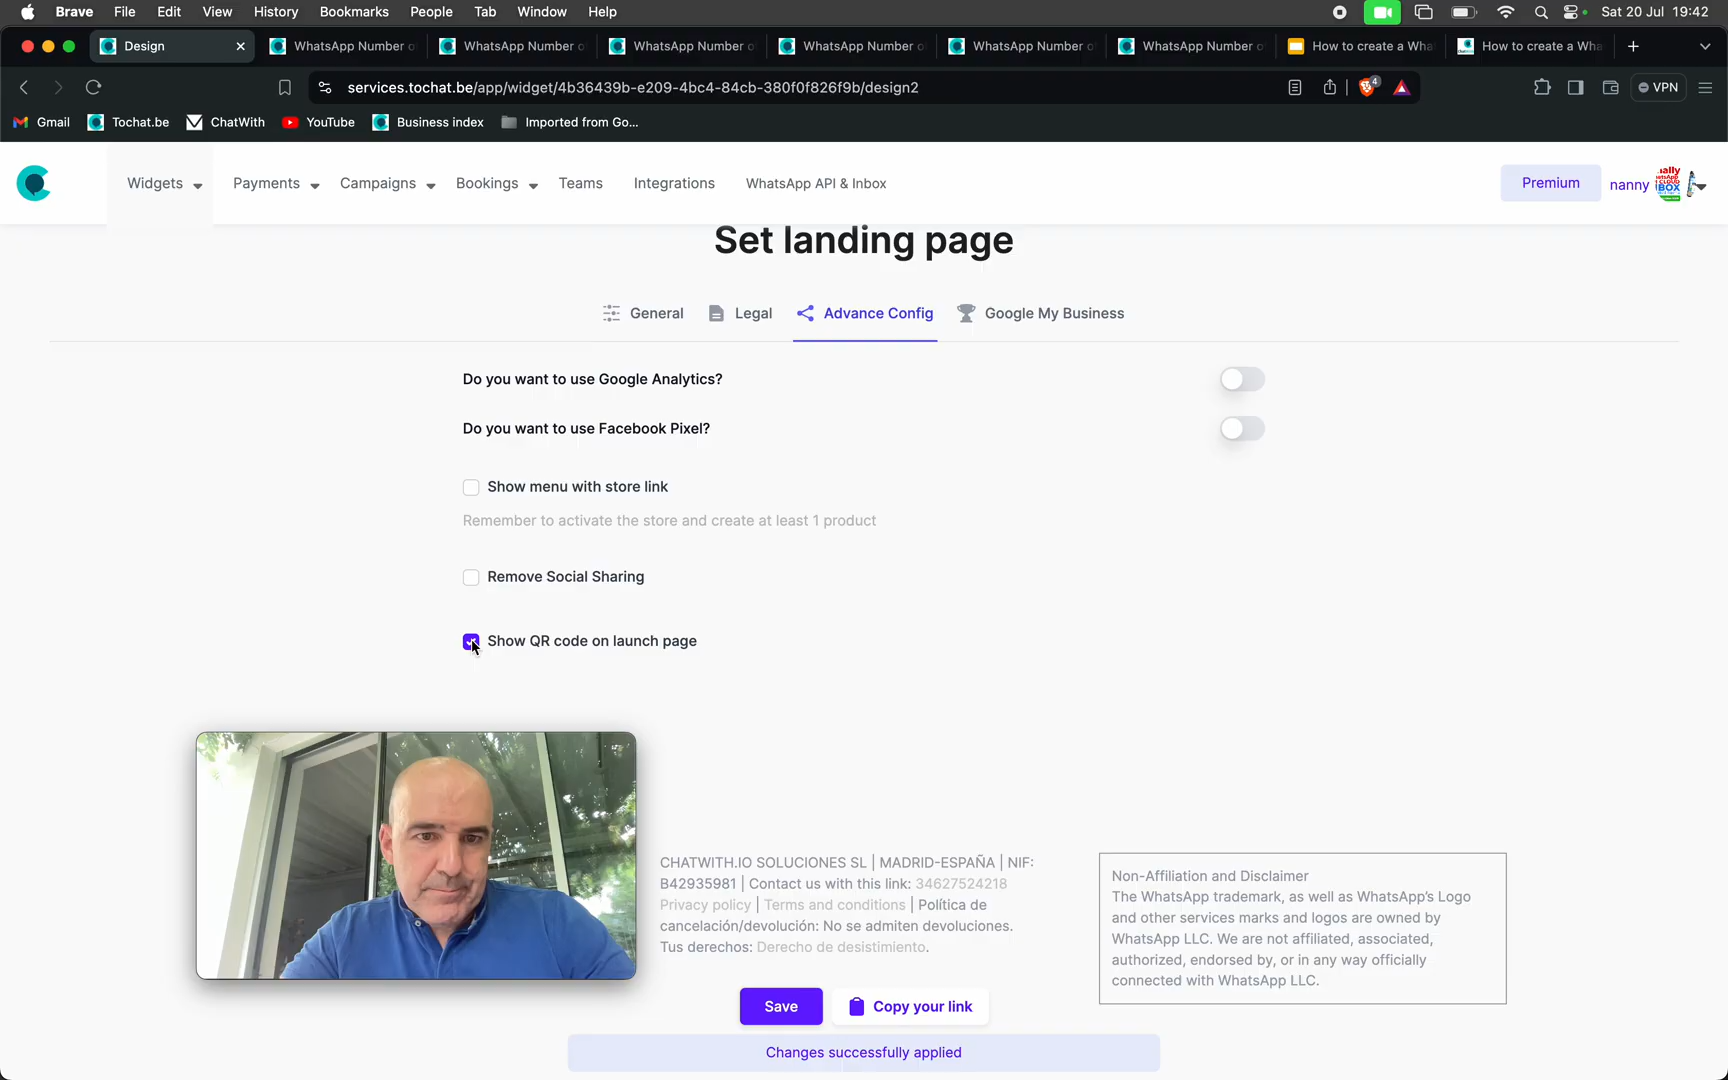 Brave File Edit View History Bookmarks People Tab Window Help Sat 20 Jul 19:42
Design WhatsApp Number o WhatsApp Number o WhatsApp Number o WhatsApp Number o WhatsApp Number o WhatsApp Number o How to create a Wha How to create a Wha
services.tochat.be/app/widget/4b36439b-e209-4bc4-84cb-380f0f826f9b/design2 4 VPN
Gmail Tochat.be ChatWith YouTube Business index Imported from Go...
Widgets Payments Campaigns Bookings Teams Integrations WhatsApp API & Inbox Premium nanny
Set landing page
General Legal Advance Config Google My Business
Do you want to use Google Analytics?
Do you want to use Facebook Pixel?
Show menu with store link
Remember to activate the store and create at least 1 product
Remove Social Sharing
Show QR code on launch page
CHATWITH.IO SOLUCIONES SL | MADRID-ESPAÑA | NIF:
B42935981 | Contact us with this link: 34627524218
Privacy policy | Terms and conditions | Política de
cancelación/devolución: No se admiten devoluciones.
Tus derechos: Derecho de desistimiento.
Non-Affiliation and Disclaimer
The WhatsApp trademark, as well as WhatsApp's Logo
and other services marks and logos are owned by
WhatsApp LLC. We are not affiliated, associated,
authorized, endorsed by, or in any way officially
connected with WhatsApp LLC.
Save Copy your link
Changes successfully applied